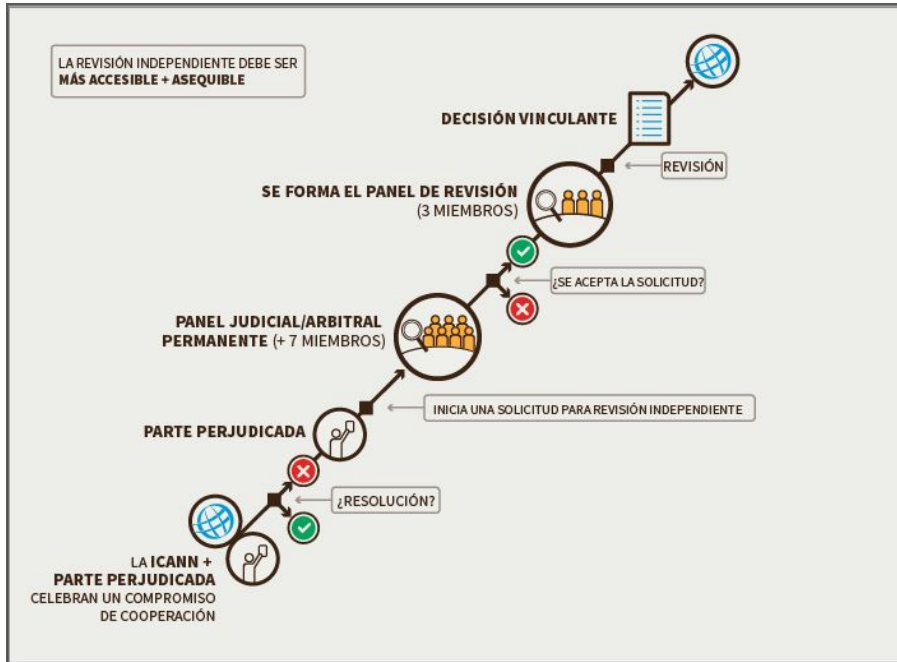 LA REVISIÓN INDEPENDIENTE DEBE SER
MÁS ACCESIBLE + ASEQUIBLE
DECISIÓN VINCULANTE
REVISIÓN
SE FORMA EL PANEL DE REVISIÓN
(3 MIEMBROS)
¿SE ACEPTA LA SOLICITUD?
PANEL JUDICIAL/ARBITRAL
PERMANENTE (+ 7 MIEMBROS)
INICIA UNA SOLICITUD PARA REVISIÓN INDEPENDIENTE
PARTE PERJUDICADA
¿RESOLUCIÓN?
LA ICANN +
PARTE PERJUDICADA
CELEBRAN UN COMPROMISO
DE COOPERACIÓN